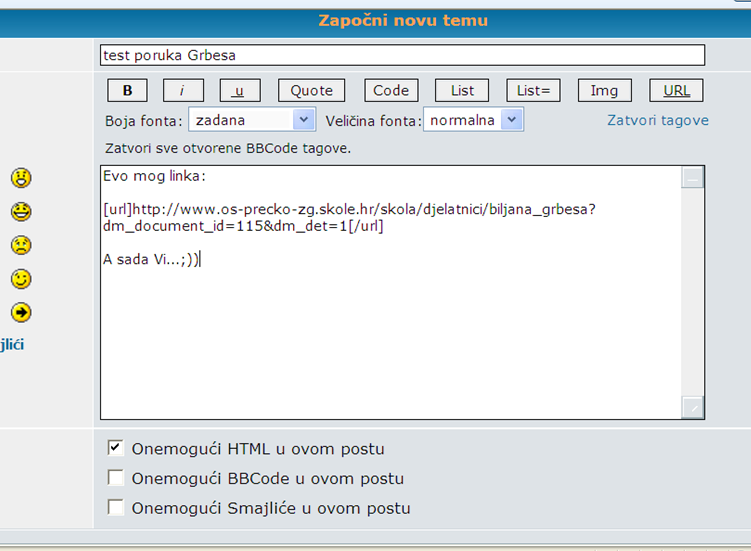 Započni novu temu
test poruka Grbesa
B i u Quote Code List List= Img URL
Boja fonta: zadana Veličina fonta: normalna Zatvori tagove
Zatvori sve otvorene BBCode tagove.
Evo mog linka:
[url]http://www.os-precko-zg.skole.hr/skola/djelatnici/biljana_grbesa?
dm_document_id=115&dm_det=1[/url]
A sada Vi...;))
jlići
Onemogući HTML u ovom postu
Onemogući BBCode u ovom postu
Onemogući Smajliće u ovom postu